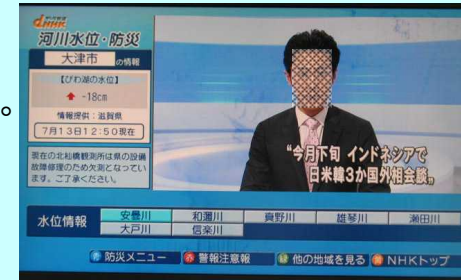 NHK
河川水位・防災
大津市の情報
【びわ湖の水位】
-18cm
情報提供：滋賀県
7月13日12:50現在
現在の北舩橋観測所は県の設備
故障修理のため欠測となってい
ます。ご了承ください。
“今月下旬 インドネシアで
日米韓3か国外相会談”
水位情報
安曇川 和邇川 真野川 雄琴川 瀬田川
大戸川 信楽川
青 防災メニュー 赤 警報注意報 緑 他の地域を見る 黄 NHKトップ